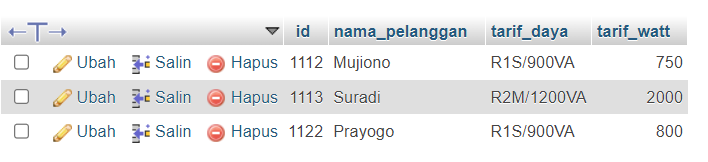 id nama_pelanggan tarif_daya tarif_watt
Ubah Salin Hapus 1112 Mujiono R1S/900VA 750
Ubah Salin Hapus 1113 Suradi R2M/1200VA 2000
Ubah Salin Hapus 1122 Prayogo R1S/900VA 800